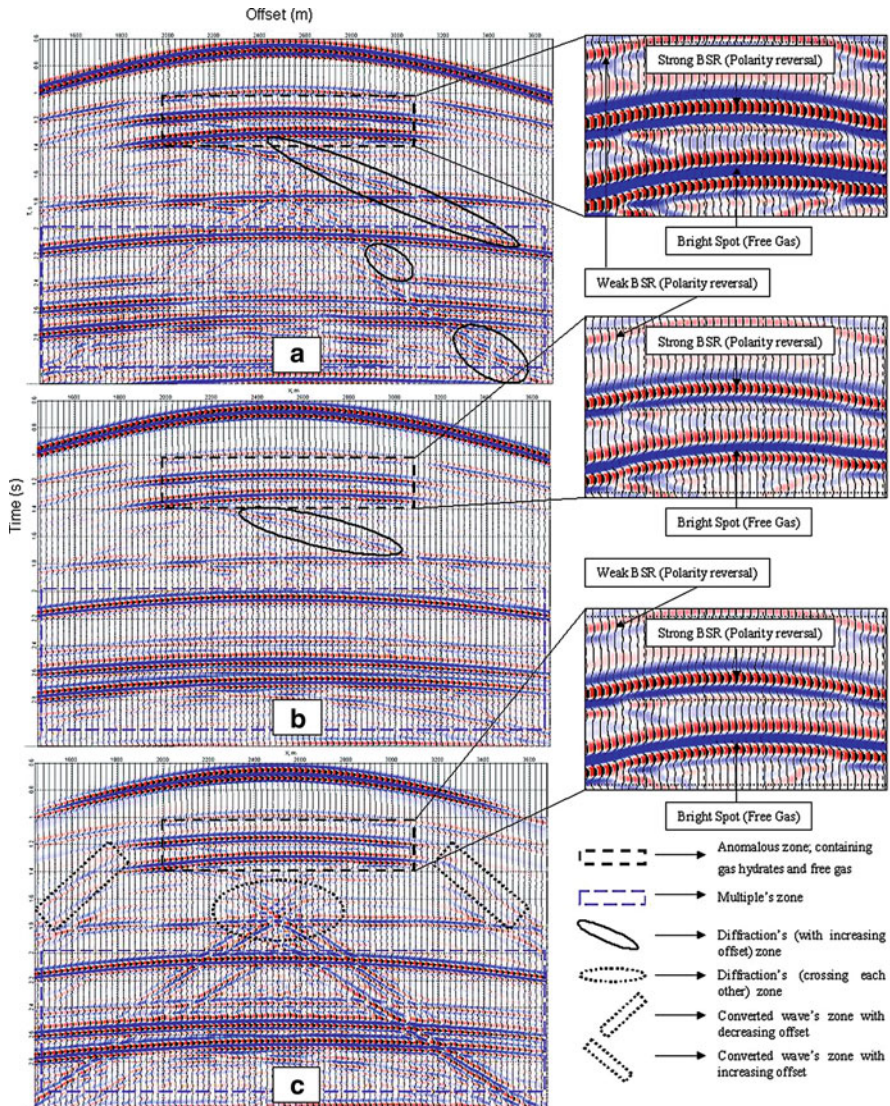 Offset (m)
Strong BSR (Polarity reversal)
Bright Spot (Free Gas)
Weak BSR (Polarity reversal)
a
Strong BSR (Polarity reversal)
Bright Spot (Free Gas)
Time (s)
b
Weak BSR (Polarity reversal)
Strong BSR (Polarity reversal)
Bright Spot (Free Gas)
c
Anomalous zone; containing
gas hydrates and free gas
Multiple's zone
Diffraction's (with increasing
offset) zone
Diffraction's (crossing each
other) zone
Converted wave's zone with
decreasing offset
Converted wave's zone with
increasing offset